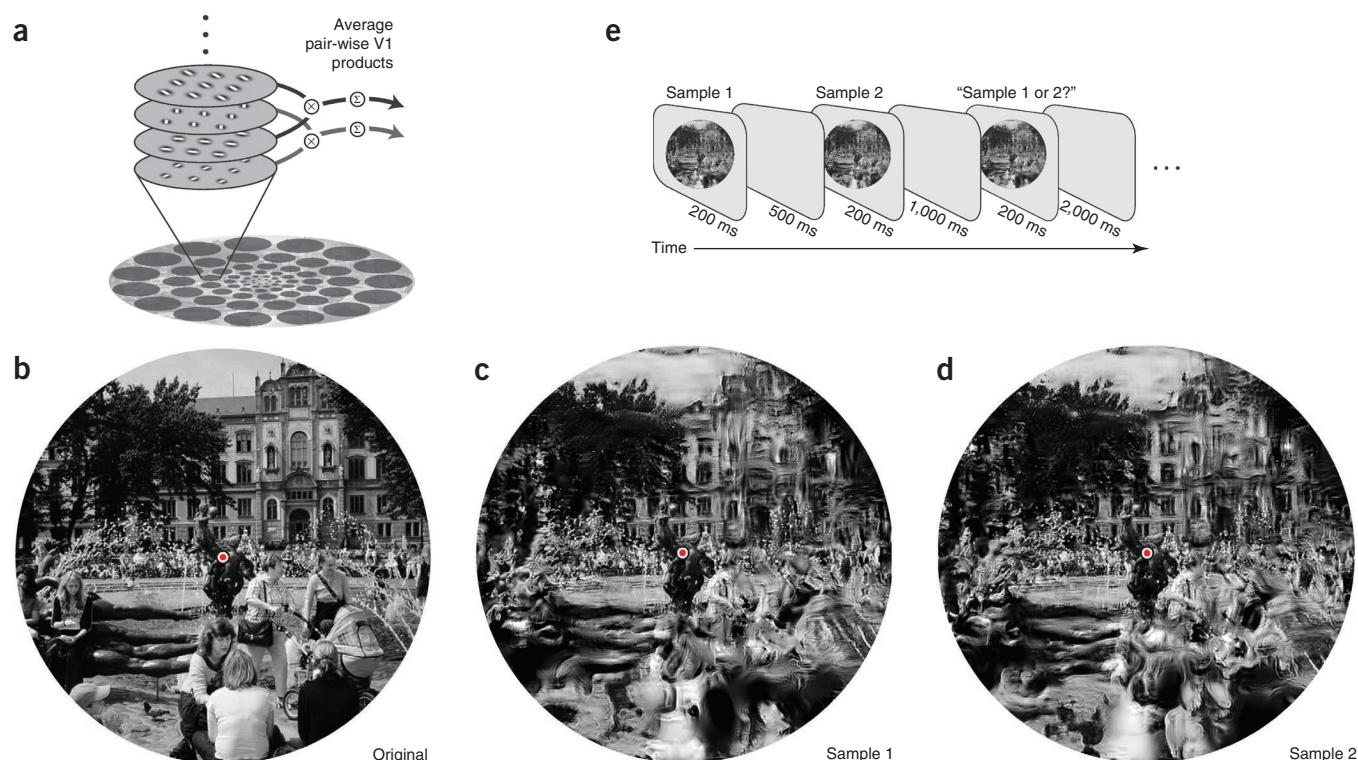 a
Average
pair-wise V1
products
× Σ
× Σ
e
Sample 1
Sample 2
“Sample 1 or 2?”
200 ms
500 ms
200 ms
1,000 ms
200 ms
2,000 ms
...
Time
b
Original
c
Sample 1
d
Sample 2